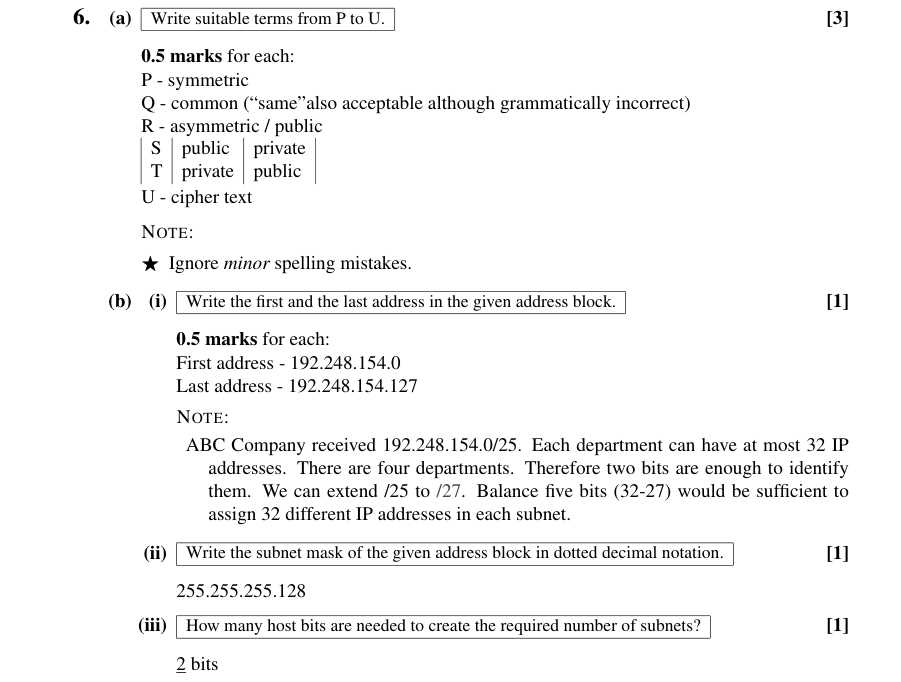 6. (a) Write suitable terms from P to U. [3]
0.5 marks for each:
P - symmetric
Q - common (“same”also acceptable although grammatically incorrect)
R - asymmetric / public
S public private
T private public
U - cipher text
NOTE:
★ Ignore minor spelling mistakes.
(b) (i) Write the first and the last address in the given address block. [1]
0.5 marks for each:
First address - 192.248.154.0
Last address - 192.248.154.127
NOTE:
ABC Company received 192.248.154.0/25. Each department can have at most 32 IP
addresses. There are four departments. Therefore two bits are enough to identify
them. We can extend /25 to /27. Balance five bits (32-27) would be sufficient to
assign 32 different IP addresses in each subnet.
(ii) Write the subnet mask of the given address block in dotted decimal notation. [1]
255.255.255.128
(iii) How many host bits are needed to create the required number of subnets? [1]
2 bits